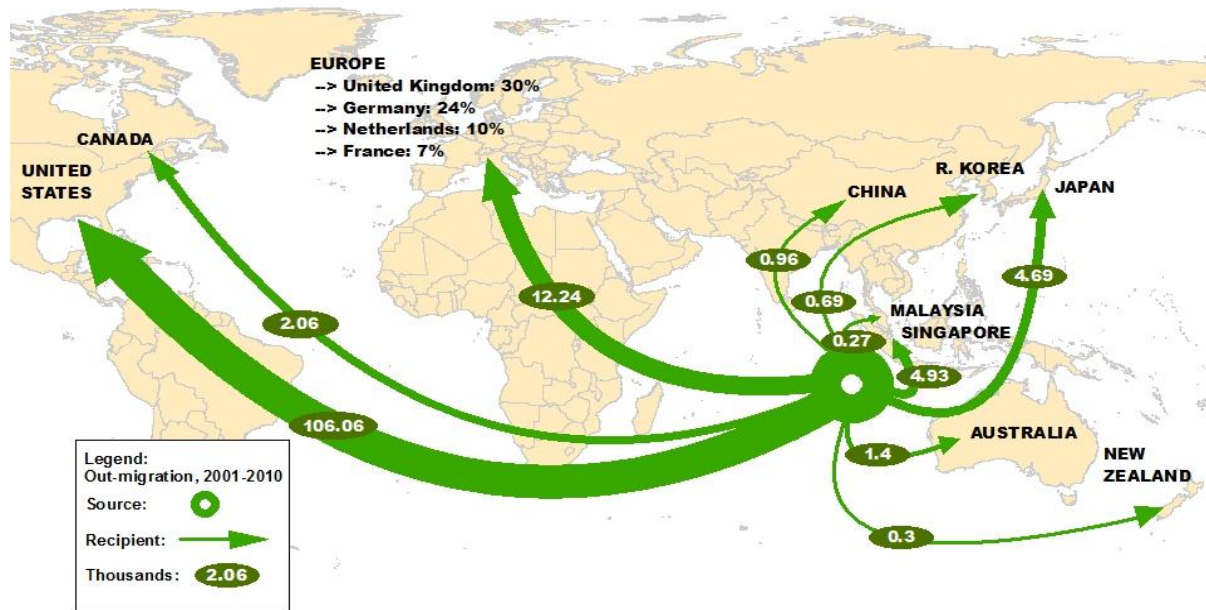 EUROPE
--> United Kingdom: 30%
--> Germany: 24%
--> Netherlands: 10%
--> France: 7%
CANADA
UNITED
STATES
R. KOREA
CHINA
JAPAN
0.96
4.69
12.24
0.69
MALAYSIA
2.06
SINGAPORE
0.27
4.93
106.06
AUSTRALIA
1.4
NEW
ZEALAND
0.3
Legend:
Out-migration, 2001-2010
Source:
Recipient:
Thousands: 2.06